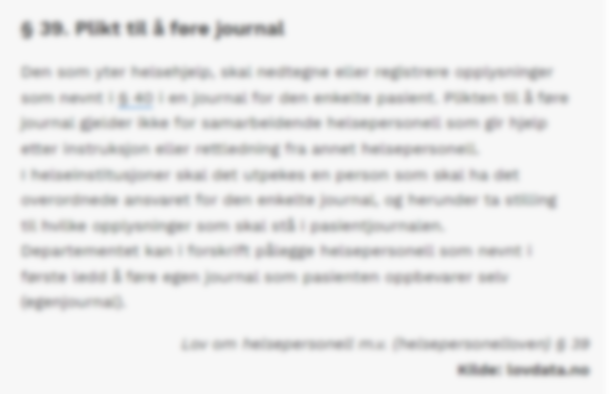 § 39. Plikt til å føre journal
Den som yter helsehjelp, skal nedtegne eller registrere opplysninger
som nevnt i § 40 i en journal for den enkelte pasient. Plikten til å føre
journal gjelder ikke for samarbeidende helsepersonell som gir hjelp
etter instruksjon eller rettledning fra annet helsepersonell.
I helseinstitusjoner skal det utpekes en person som skal ha det
overordnede ansvaret for den enkelte journal, og herunder ta stilling
til hvilke opplysninger som skal stå i pasientjournalen.
Departementet kan i forskrift pålegge helsepersonell som nevnt i
første ledd å føre egen journal som pasienten oppbevarer selv
(egenjournal).
Lov om helsepersonell m.v. (helsepersonelloven) § 39
Kilde: lovdata.no